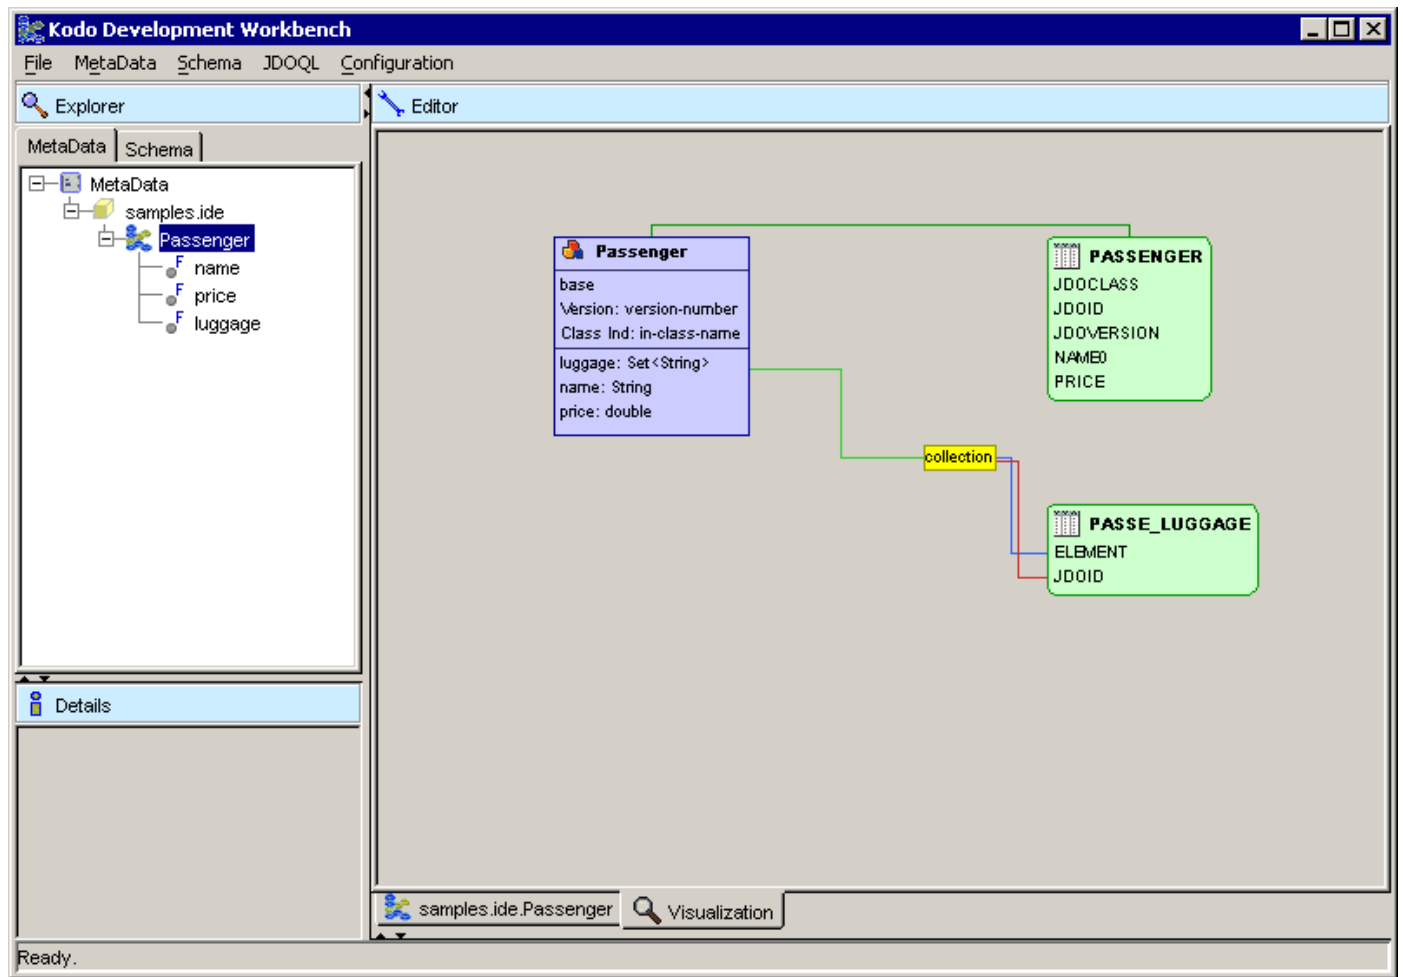 Kodo Development Workbench
File MetaData Schema JDOQL Configuration
Explorer
Editor
MetaData Schema
MetaData
samples.ide
Passenger
F name
F price
F luggage
Passenger
base
Version: version-number
Class Ind: in-class-name
luggage: Set<String>
name: String
price: double
PASSENGER
JDOCLASS
JDOID
JDOVERSION
NAME0
PRICE
collection
PASSE_LUGGAGE
ELEMENT
JDOID
Details
samples.ide.Passenger Visualization
Ready.